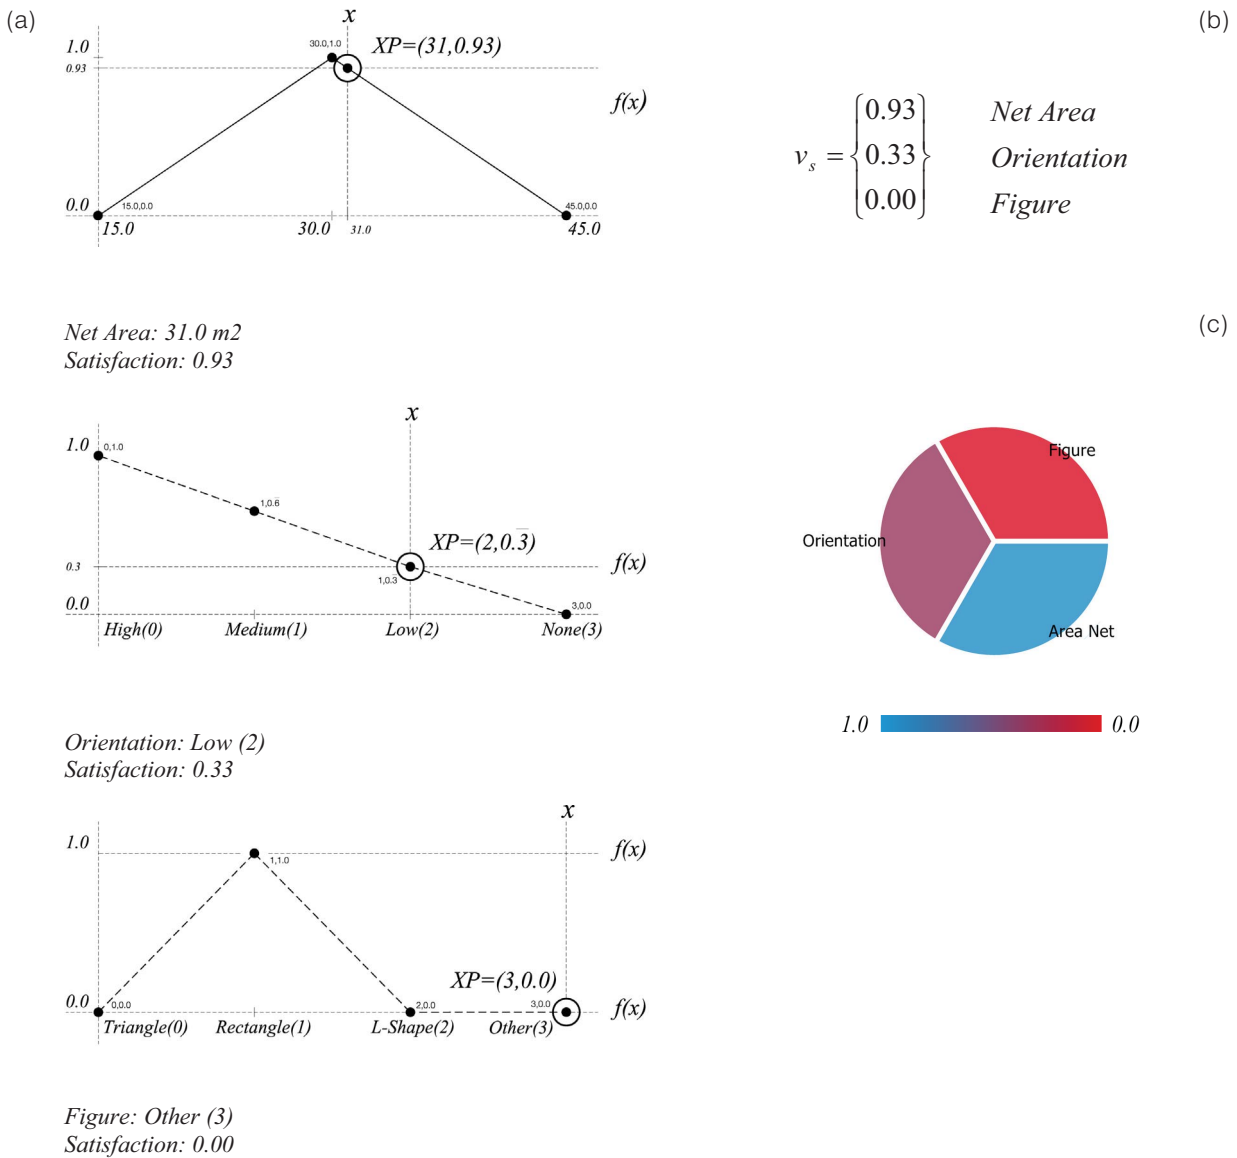 (a)
x
30.0,1.0
XP=(31,0.93)
1.0
0.93
f(x)
0.0
15.0,0.0
45.0,0.0
15.0
30.0
31.0
45.0
Net Area: 31.0 m2
Satisfaction: 0.93
x
1.0
0,1.0
1,0.6
XP=(2,0.3̅)
0.3
1,0.3
f(x)
0.0
3,0.0
High(0)
Medium(1)
Low(2)
None(3)
Orientation: Low (2)
Satisfaction: 0.33
x
1.0
f(x)
1,1.0
XP=(3,0.0)
0.0
0,0.0
2,0.0
3,0.0
f(x)
Triangle(0)
Rectangle(1)
L-Shape(2)
Other(3)
Figure: Other (3)
Satisfaction: 0.00
(b)
0.93 Net Area
v_s = { 0.33 } Orientation
0.00 Figure
(c)
Figure
Orientation
Area Net
1.0
0.0